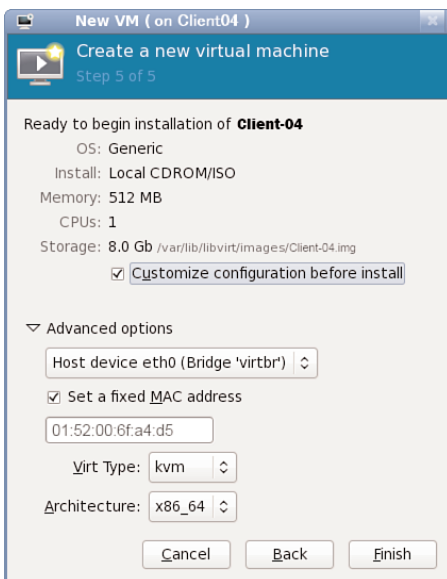 New VM ( on Client04 )
Create a new virtual machine
Step 5 of 5
Ready to begin installation of Client-04
OS: Generic
Install: Local CDROM/ISO
Memory: 512 MB
CPUs: 1
Storage: 8.0 Gb /var/lib/libvirt/images/Client-04.img
Customize configuration before install
Advanced options
Host device eth0 (Bridge 'virtbr')
Set a fixed MAC address
01:52:00:6f:a4:d5
Virt Type: kvm
Architecture: x86_64
Cancel Back Finish